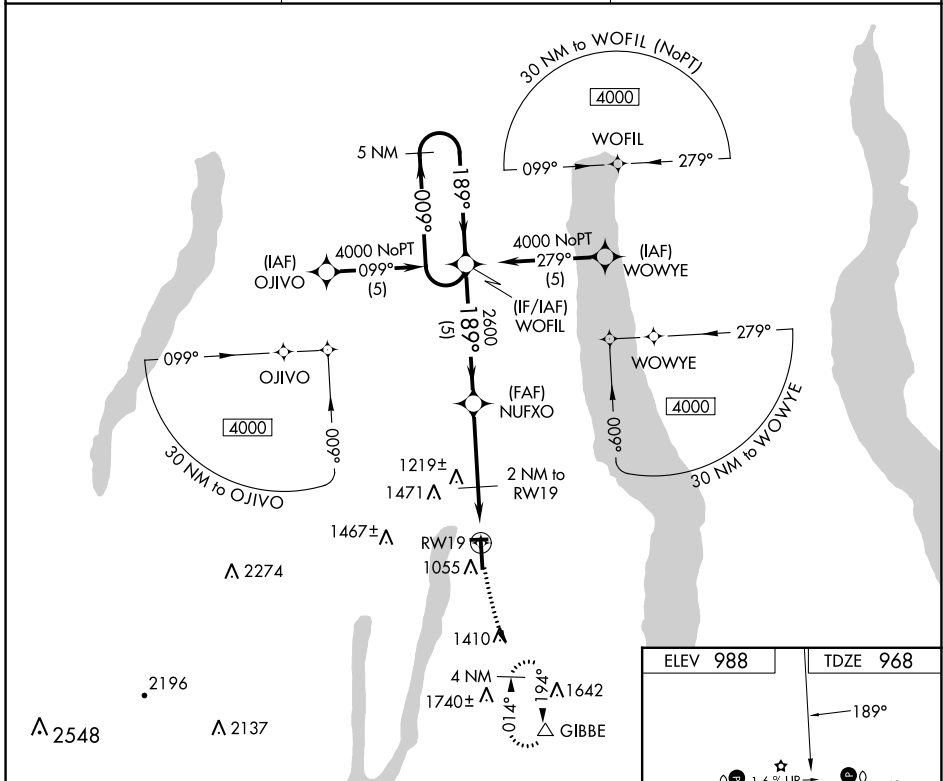 30 NM to WOFIL (NoPT)
4000
WOFIL
099°
279°
5 NM
189°
009°
4000 NoPT
099°
(5)
(IAF)
OJIVO
4000 NoPT
279°
(5)
(IAF)
WOWYE
(IF/IAF)
WOFIL
2600
189°
(5)
099°
OJIVO
4000
009°
30 NM to OJIVO
279°
WOWYE
4000
009°
30 NM to WOWYE
(FAF)
NUFXO
1219±
1471
2 NM to
RW19
1467±
RW19
1055
2274
1410
4 NM
1740±
014°
194°
1642
GIBBE
2196
2548
2137
ELEV 988
TDZE 968
189°
1.6% UP
P
P